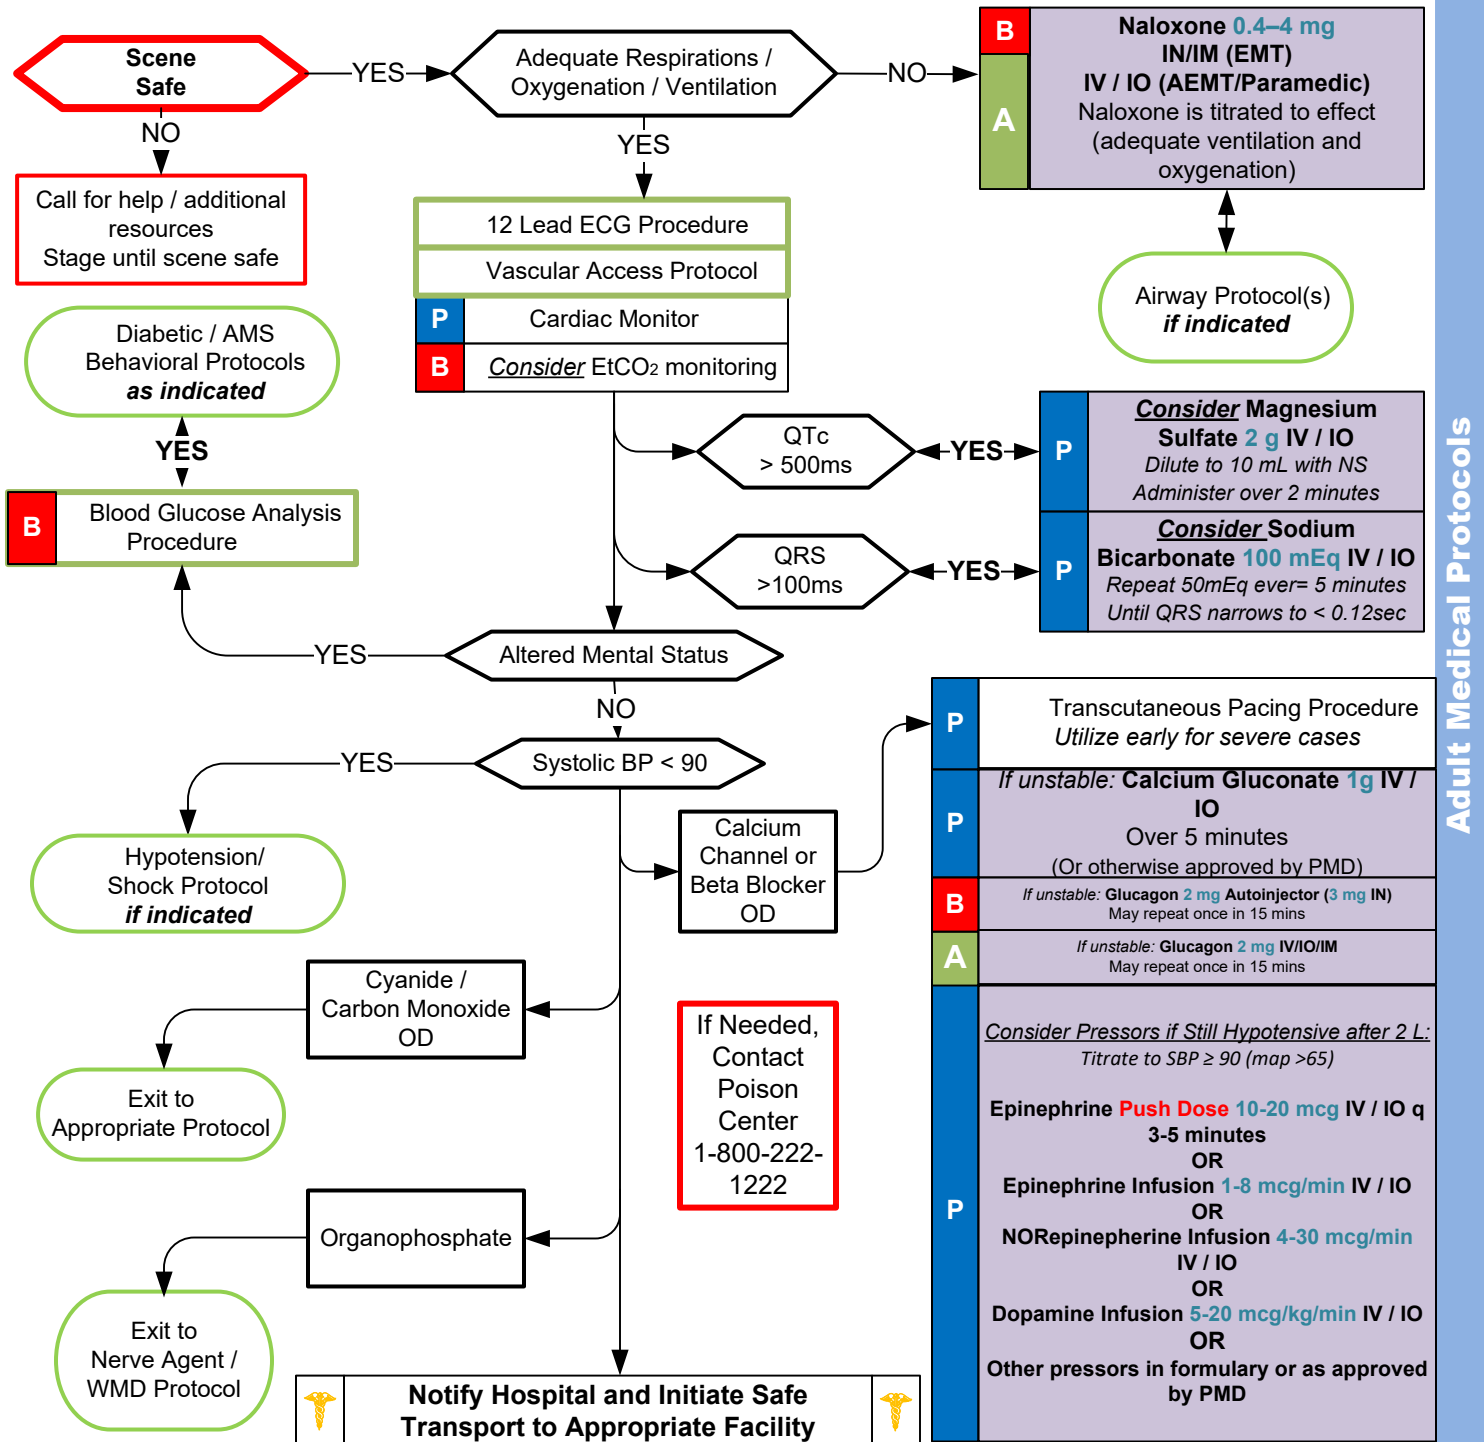 Scene
Safe
YES
Adequate Respirations /
Oxygenation / Ventilation
NO
B
A
Naloxone 0.4–4 mg
IN/IM (EMT)
IV / IO (AEMT/Paramedic)
Naloxone is titrated to effect
(adequate ventilation and
oxygenation)
NO
YES
Call for help / additional
resources
Stage until scene safe
12 Lead ECG Procedure
Vascular Access Protocol
P
Cardiac Monitor
B
Consider EtCO2 monitoring
Airway Protocol(s)
if indicated
Diabetic / AMS
Behavioral Protocols
as indicated
YES
B
Blood Glucose Analysis
Procedure
QTc
> 500ms
YES
P
Consider Magnesium
Sulfate 2 g IV / IO
Dilute to 10 mL with NS
Administer over 2 minutes
QRS
>100ms
YES
P
Consider Sodium
Bicarbonate 100 mEq IV / IO
Repeat 50mEq ever= 5 minutes
Until QRS narrows to < 0.12sec
YES
Altered Mental Status
NO
YES
Systolic BP < 90
Hypotension/
Shock Protocol
if indicated
Calcium
Channel or
Beta Blocker
OD
P
Transcutaneous Pacing Procedure
Utilize early for severe cases
P
If unstable: Calcium Gluconate 1g IV /
IO
Over 5 minutes
(Or otherwise approved by PMD)
B
If unstable: Glucagon 2 mg Autoinjector (3 mg IN)
May repeat once in 15 mins
A
If unstable: Glucagon 2 mg IV/IO/IM
May repeat once in 15 mins
P
Consider Pressors if Still Hypotensive after 2 L:
Titrate to SBP ≥ 90 (map >65)
Epinephrine Push Dose 10-20 mcg IV / IO q
3-5 minutes
OR
Epinephrine Infusion 1-8 mcg/min IV / IO
OR
NORepinepherine Infusion 4-30 mcg/min
IV / IO
OR
Dopamine Infusion 5-20 mcg/kg/min IV / IO
OR
Other pressors in formulary or as approved
by PMD
Cyanide /
Carbon Monoxide
OD
Exit to
Appropriate Protocol
If Needed,
Contact
Poison
Center
1-800-222-
1222
Organophosphate
Exit to
Nerve Agent /
WMD Protocol
Notify Hospital and Initiate Safe
Transport to Appropriate Facility
Adult Medical Protocols